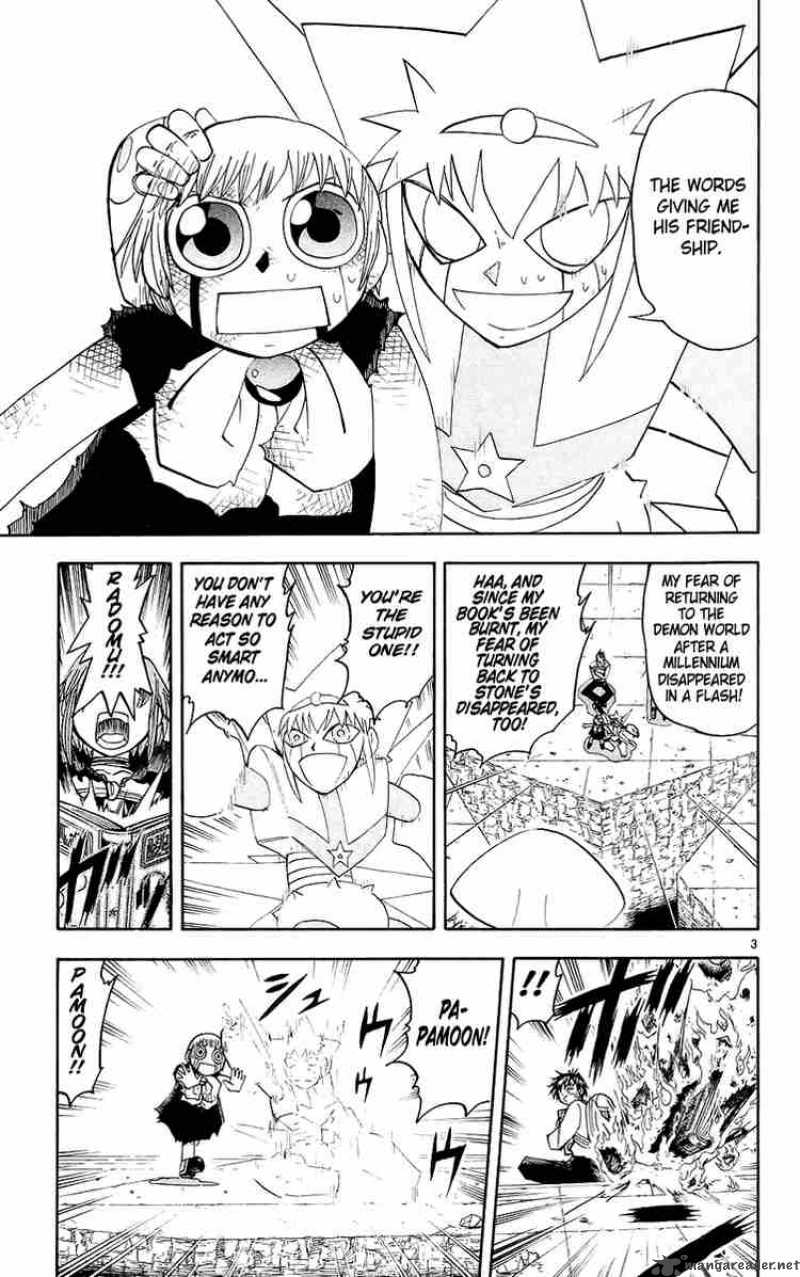 THE WORDS
GIVING ME
HIS FRIEND-
SHIP.
MY FEAR OF
RETURNING
TO THE
DEMON WORLD
AFTER A
MILLENNIUM
DISAPPEARED
IN A FLASH!
HAA, AND
SINCE MY
BOOK'S BEEN
BURNT, MY
FEAR OF
TURNING
BACK TO
STONE'S
DISAPPEARED,
TOO!
YOU'RE
THE
STUPID
ONE!!
YOU DON'T
HAVE ANY
REASON TO
ACT SO
SMART
ANYMO...
RADOMU!!!
3
!!
PA-
PAMOON!
シュ
PAMOON!!
mangareader.net